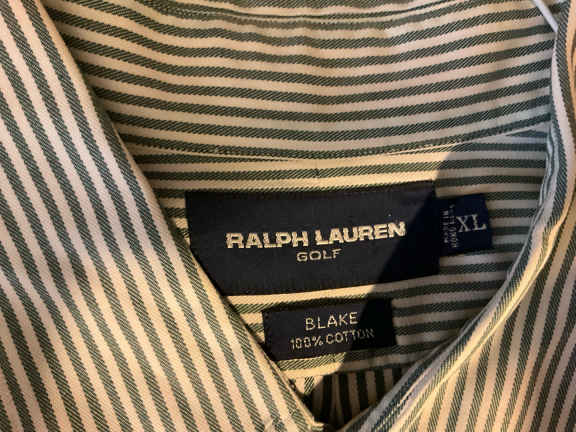 RALPH LAUREN
GOLF
XL
BLAKE
100% COTTON